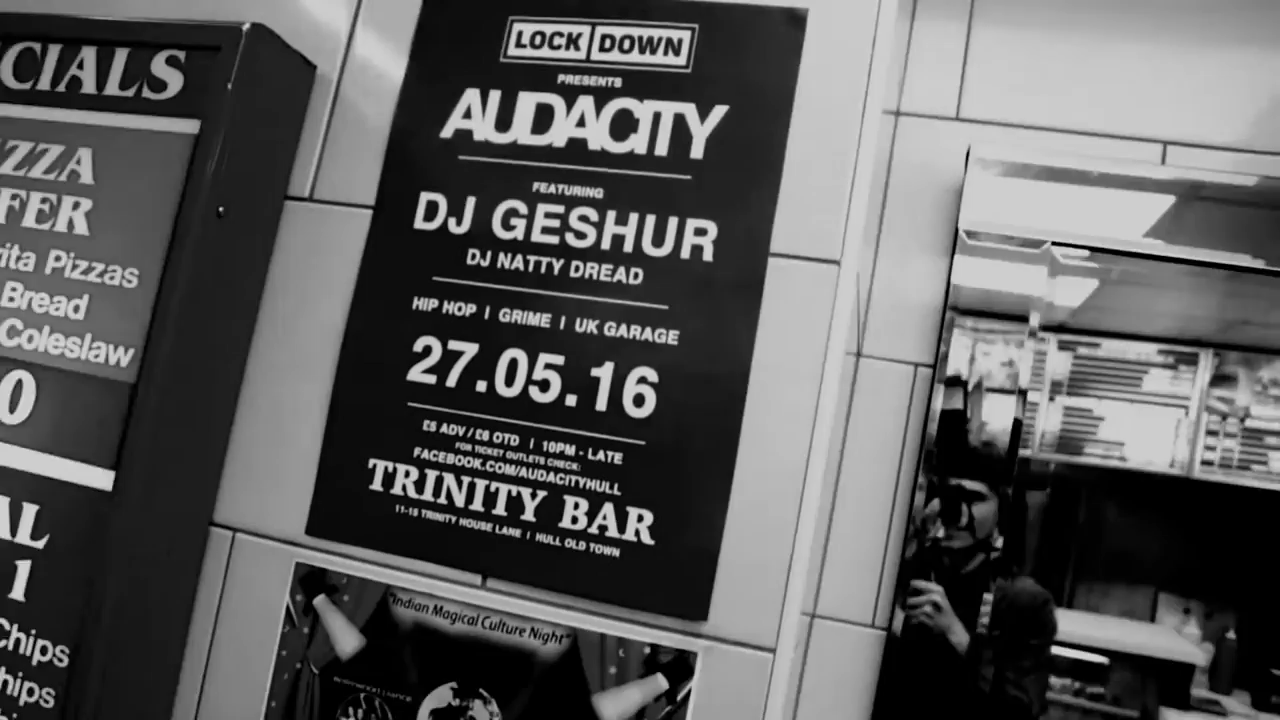 CIALS
ZZA
FER
rita Pizzas
Bread
Coleslaw
0
AL
1
Chips
hips
LOCK DOWN
PRESENTS
AUDACITY
FEATURING
DJ GESHUR
DJ NATTY DREAD
HIP HOP | GRIME | UK GARAGE
27.05.16
£5 ADV / £6 OTD | 10PM - LATE
FOR TICKET OUTLETS CHECK:
FACEBOOK.COM/AUDACITYHULL
TRINITY BAR
11-15 TRINITY HOUSE LANE | HULL OLD TOWN
"Indian Magical Culture Night"